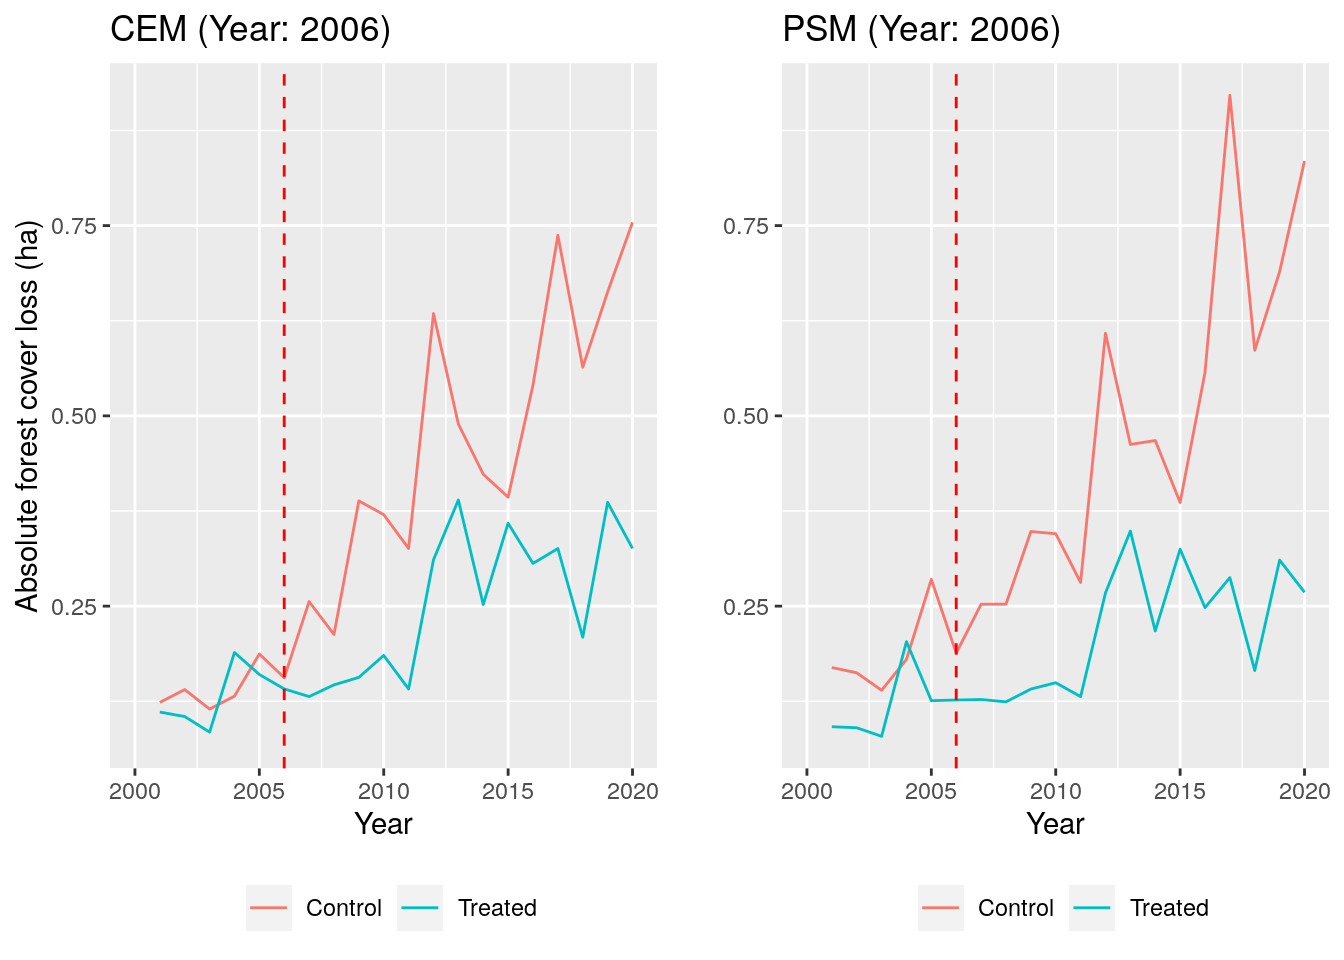 CEM (Year: 2006)
Absolute forest cover loss (ha)
0.75
0.50
0.25
2000 2005 2010 2015 2020
Year
Control Treated
PSM (Year: 2006)
0.75
0.50
0.25
2000 2005 2010 2015 2020
Year
Control Treated